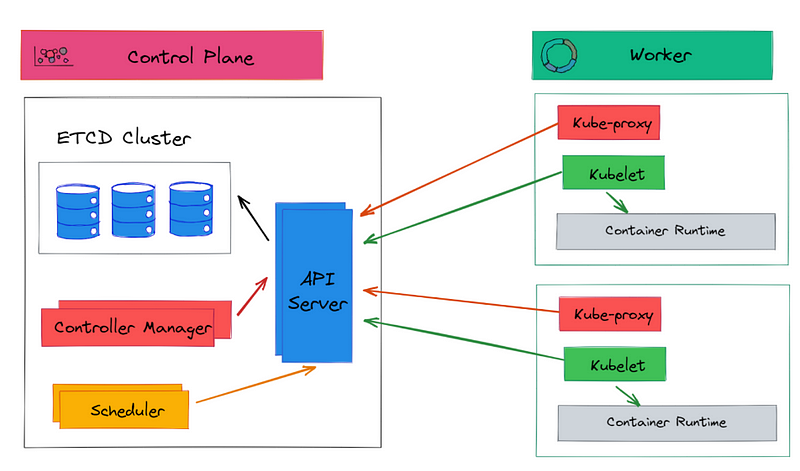 Control Plane
Worker
ETCD Cluster
API
Server
Controller Manager
Scheduler
Kube-proxy
Kubelet
Container Runtime
Kube-proxy
Kubelet
Container Runtime